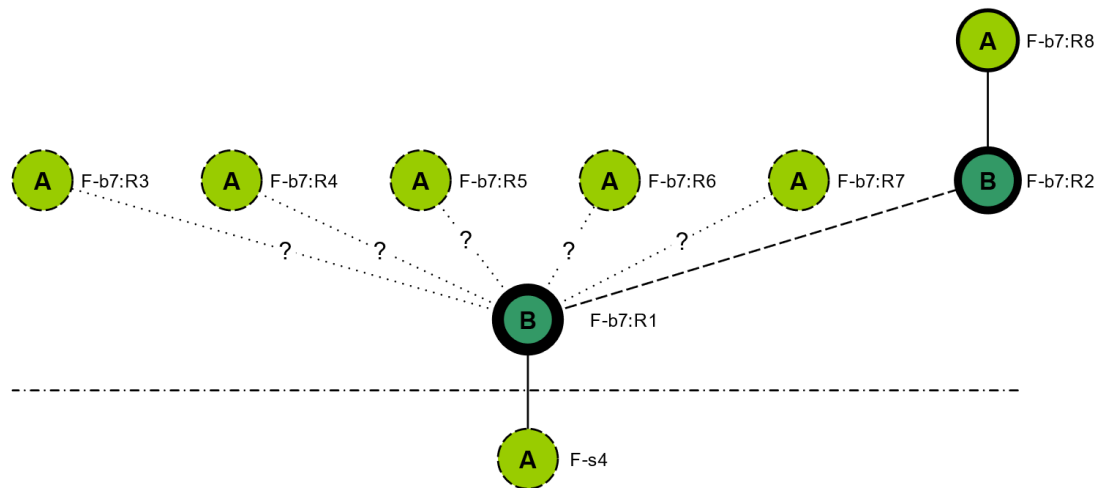 A F-b7:R8
A F-b7:R3 A F-b7:R4 A F-b7:R5 A F-b7:R6 A F-b7:R7 B F-b7:R2
? ? ? ? ?
B F-b7:R1
A F-s4